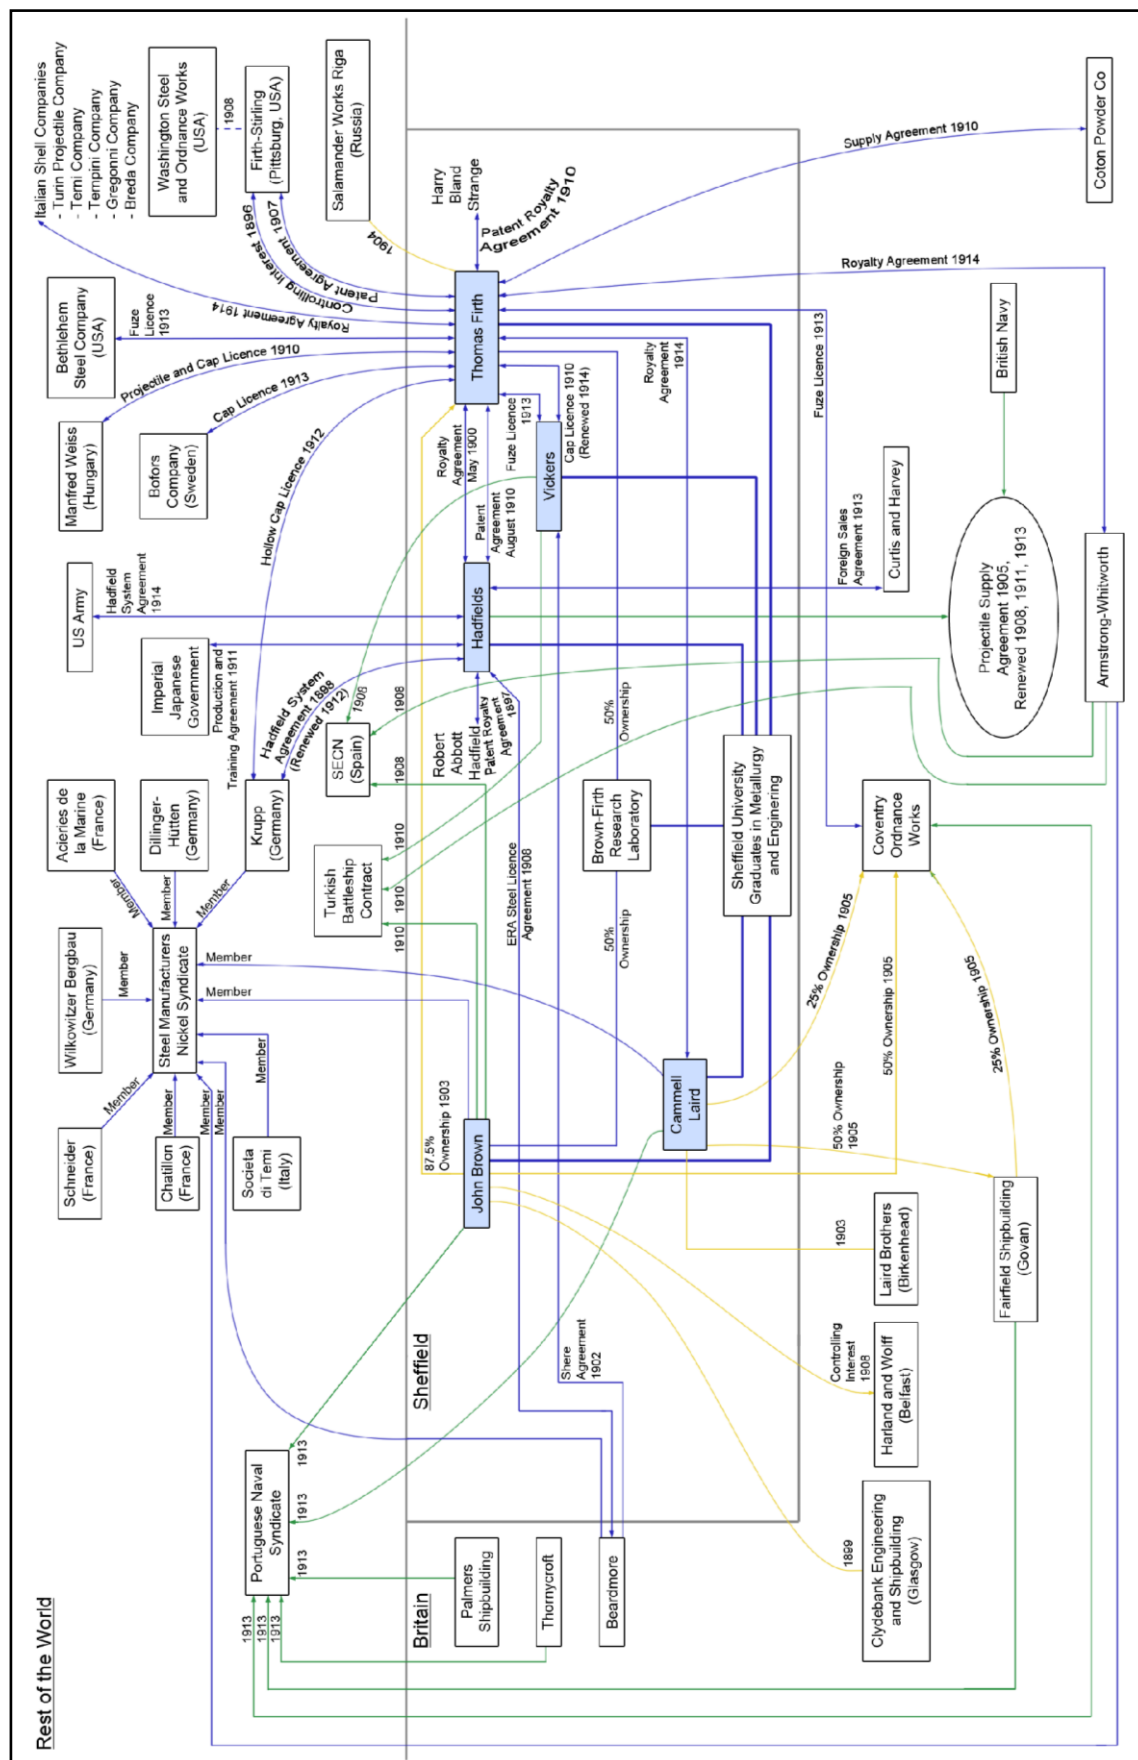 Rest of the World
Italian Shell Companies
- Turin Projectile Company
- Terni Company
- Tempini Company
- Gregonni Company
- Breda Company
Washington Steel
and Ordnance Works
(USA)
1908
Firth-Stirling
(Pittsburg, USA)
Salamander Works Riga
(Russia)
1904
Controlling Interest 1896
Patent Agreement 1907
Royalty Agreement 1914
Bethlehem
Steel Company
(USA)
Fuze
Licence
1913
Manfred Weiss
(Hungary)
Projectile and Cap Licence 1910
Bofors
Company
(Sweden)
Cap Licence 1913
Hollow Cap Licence 1912
US Army
Hadfield
System
Agreement
1914
Imperial
Japanese
Government
Production and
Training Agreement 1911
Krupp
(Germany)
Hadfield System
Agreement 1898
(Renewed 1912)
SECN
(Spain)
1908
1908
1908
Turkish
Battleship
Contract
1910
1910
1910
Acieries de
la Marine
(France)
Member
Dillinger-
Hütten
(Germany)
Member
Member
Wilkowitzer Bergbau
(Germany)
Member
Steel Manufacturers
Nickel Syndicate
Member
Member
Schneider
(France)
Member
Chatillon
(France)
Member
Member
Member
Societa
di Terni
(Italy)
Member
Portuguese Naval
Syndicate
1913
1913
1913
1913
1913
1913
Britain
Palmers
Shipbuilding
Thornycroft
Beardmore
Sheffield
Harry
Bland
Strange
Patent Royalty
Agreement 1910
Thomas Firth
Royalty
Agreement
May 1900
Patent
Agreement
August 1910
Fuze Licence
1913
Cap Licence 1910
(Renewed 1914)
Vickers
Royalty
Agreement
1914
Hadfields
Robert
Abbott
Hadfield
Patent Royalty
Agreement
1897
ERA Steel Licence
Agreement 1908
50%
Ownership
Brown-Firth
Research
Laboratory
50%
Ownership
Sheffield University
Graduates in Metallurgy
and Enginering
87.5%
Ownership 1903
John Brown
Cammell
Laird
Shere
Agreement
1902
Supply Agreement 1910
Coton Powder Co
Royalty Agreement 1914
Fuze Licence 1913
British Navy
Foreign Sales
Agreement 1913
Curtis and Harvey
Projectile Supply
Agreement 1905,
Renewed 1908, 1911, 1913
Armstrong-Whitworth
Coventry
Ordnance
Works
25% Ownership 1905
50% Ownership 1905
25% Ownership 1905
50% Ownership
1905
Fairfield Shipbuilding
(Govan)
1903
Laird Brothers
(Birkenhead)
Controlling
Interest
1908
Harland and Wolff
(Belfast)
1899
Clydebank Engineering
and Shipbuilding
(Glasgow)